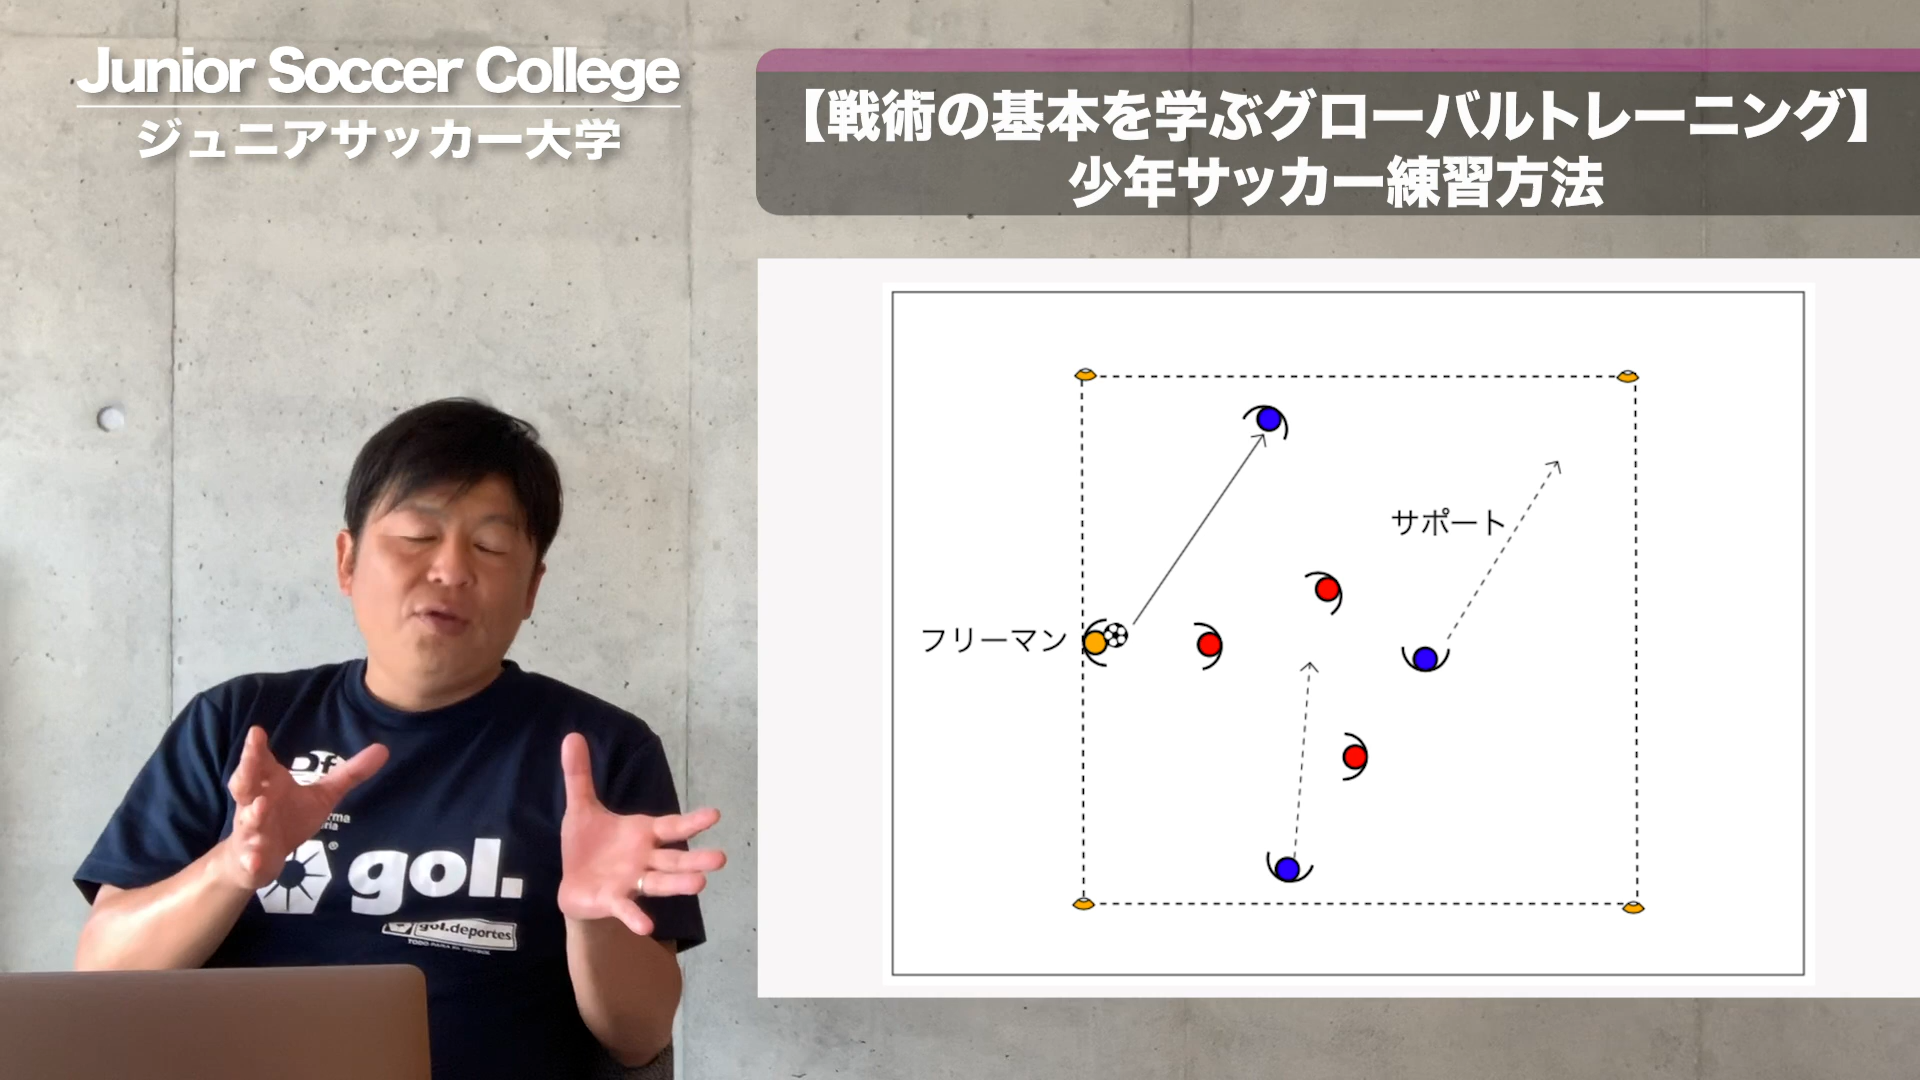 Junior Soccer College
ジュニアサッカー大学
【戦術の基本を学ぶグローバルトレーニング】
少年サッカー練習方法
サポート
フリーマン
gol.
®
gol.deportes